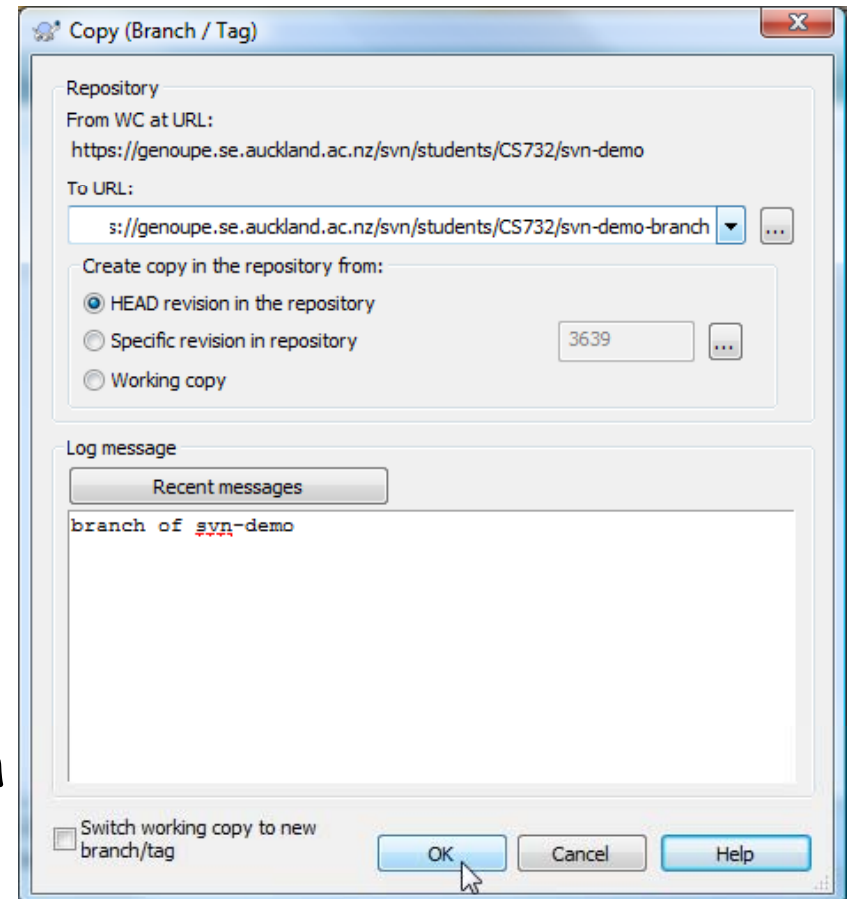 Copy (Branch / Tag)
Repository
From WC at URL:
https://genoupe.se.auckland.ac.nz/svn/students/CS732/svn-demo
To URL:
s://genoupe.se.auckland.ac.nz/svn/students/CS732/svn-demo-branch
...
Create copy in the repository from:
HEAD revision in the repository
Specific revision in repository
3639
...
Working copy
Log message
Recent messages
branch of svn-demo
Switch working copy to new
branch/tag
OK
Cancel
Help